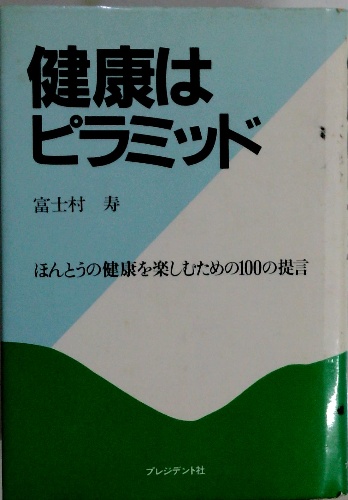 健康は
ピラミッド
富士村 寿
ほんとうの健康を楽しむための100の提言
プレジデント社